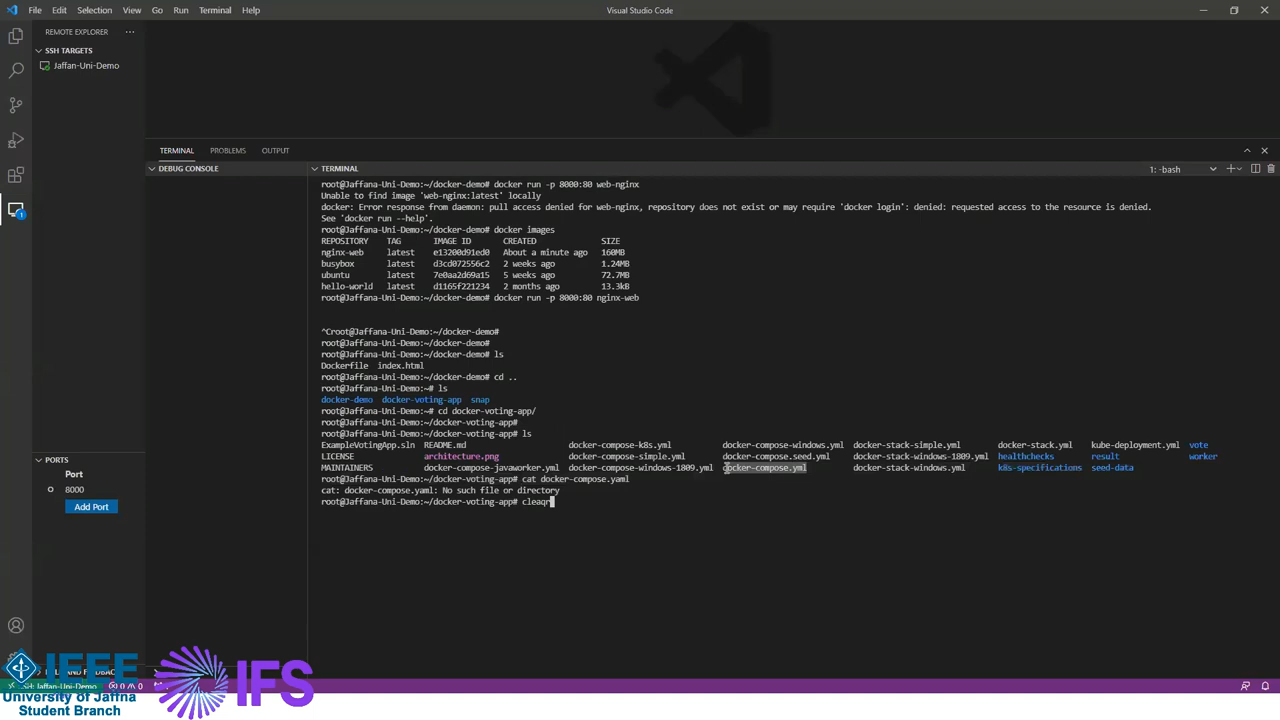 File Edit Selection View Go Run Terminal Help
Visual Studio Code
REMOTE EXPLORER ...
SSH TARGETS
Jaffan-Uni-Demo
TERMINAL PROBLEMS OUTPUT
DEBUG CONSOLE
TERMINAL
1: -bash
root@Jaffana-Uni-Demo:~/docker-demo# docker run -p 8000:80 web-nginx
Unable to find image 'web-nginx:latest' locally
docker: Error response from daemon: pull access denied for web-nginx, repository does not exist or may require 'docker login': denied: requested access to the resource is denied.
See 'docker run --help'.
root@Jaffana-Uni-Demo:~/docker-demo# docker images
REPOSITORY TAG IMAGE ID CREATED SIZE
nginx-web latest e13200d91ed0 About a minute ago 160MB
busybox latest d3cd072556c2 2 weeks ago 1.24MB
ubuntu latest 7e0aa2d69a15 5 weeks ago 72.7MB
hello-world latest d1165f221234 2 months ago 13.3kB
root@Jaffana-Uni-Demo:~/docker-demo# docker run -p 8000:80 nginx-web
^Croot@Jaffana-Uni-Demo:~/docker-demo#
root@Jaffana-Uni-Demo:~/docker-demo#
root@Jaffana-Uni-Demo:~/docker-demo# ls
Dockerfile index.html
root@Jaffana-Uni-Demo:~/docker-demo# cd ..
root@Jaffana-Uni-Demo:~# ls
docker-demo docker-voting-app snap
root@Jaffana-Uni-Demo:~# cd docker-voting-app/
root@Jaffana-Uni-Demo:~/docker-voting-app#
root@Jaffana-Uni-Demo:~/docker-voting-app# ls
ExampleVotingApp.sln README.md docker-compose-k8s.yml docker-compose-windows.yml docker-stack-simple.yml docker-stack.yml kube-deployment.yml vote
LICENSE architecture.png docker-compose-simple.yml docker-compose.seed.yml docker-stack-windows-1809.yml healthchecks result worker
MAINTAINERS docker-compose-javaworker.yml docker-compose-windows-1809.yml docker-compose.yml docker-stack-windows.yml k8s-specifications seed-data
root@Jaffana-Uni-Demo:~/docker-voting-app# cat docker-compose.yaml
cat: docker-compose.yaml: No such file or directory
root@Jaffana-Uni-Demo:~/docker-voting-app# cleaqr
PORTS
Port
8000
Add Port
1
SSH: Jaffan-Uni-Demo 0 0
IEEE
University of Jaffna
Student Branch
IFS